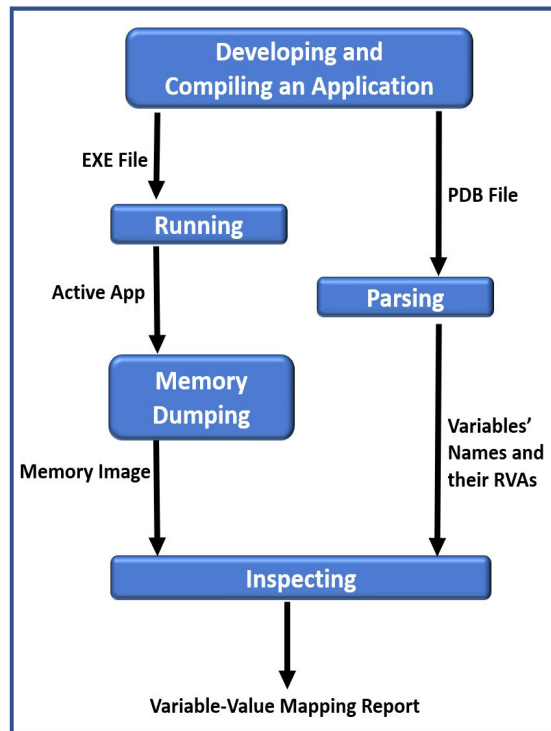 Developing and
Compiling an Application
EXE File
PDB File
Running
Active App
Parsing
Memory
Dumping
Variables’
Names and
their RVAs
Memory Image
Inspecting
Variable-Value Mapping Report